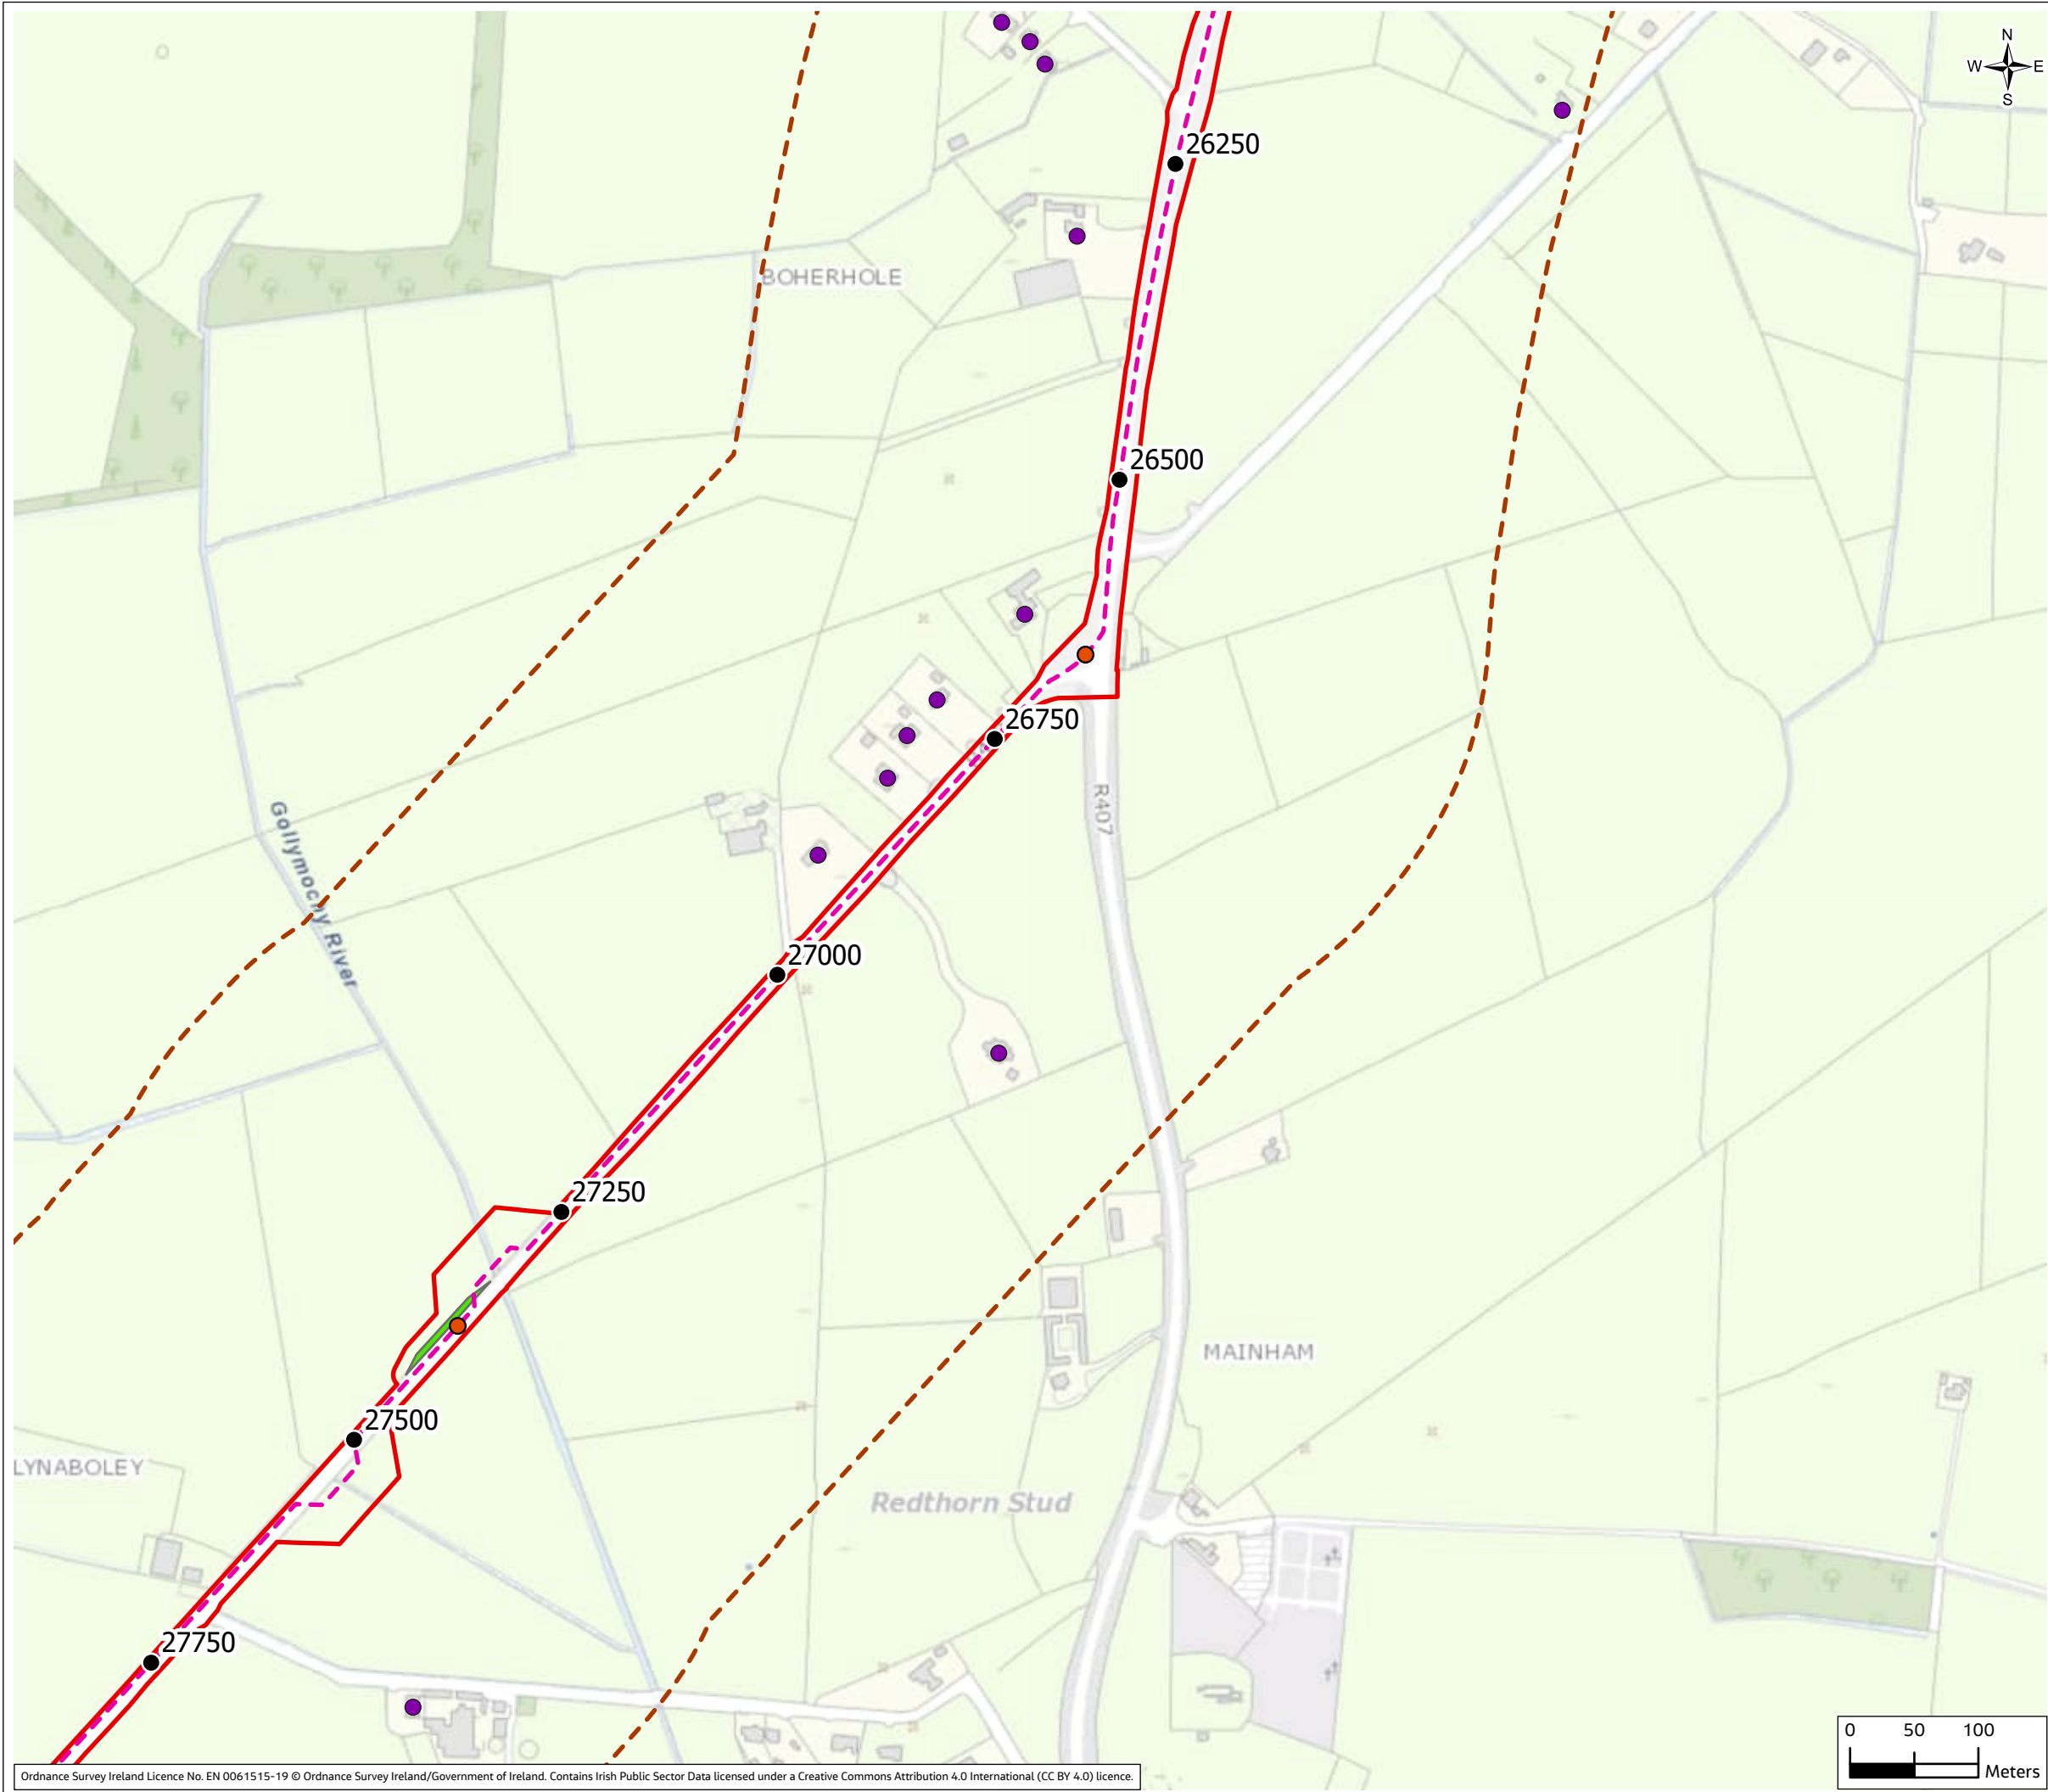 N
W E
S
26250
BOHERHOLE
26500
26750
R407
Gollymochy River
27000
27250
MAINHAM
27500
LYNABOLEY
Redthorn Stud
27750
0 50 100
Meters
Ordnance Survey Ireland Licence No. EN 0061515-19 © Ordnance Survey Ireland/Government of Ireland. Contains Irish Public Sector Data licensed under a Creative Commons Attribution 4.0 International (CC BY 4.0) licence.